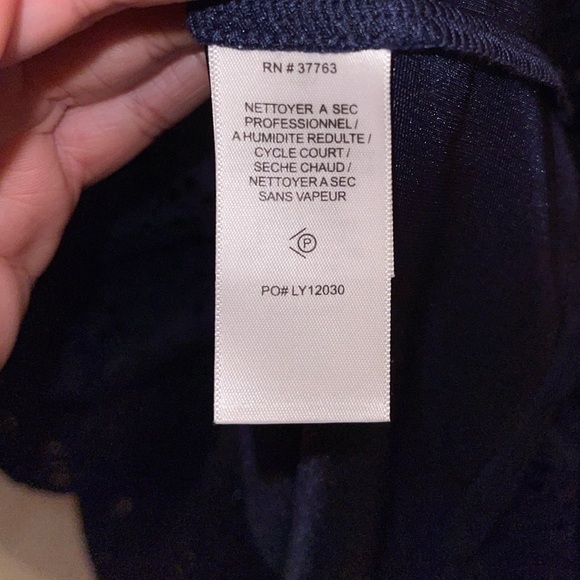 RN # 37763
NETTOYER A SEC
PROFESSIONNEL /
A HUMIDITE REDULTE /
CYCLE COURT /
SECHE CHAUD /
NETTOYER A SEC
SANS VAPEUR
P
PO# LY12030